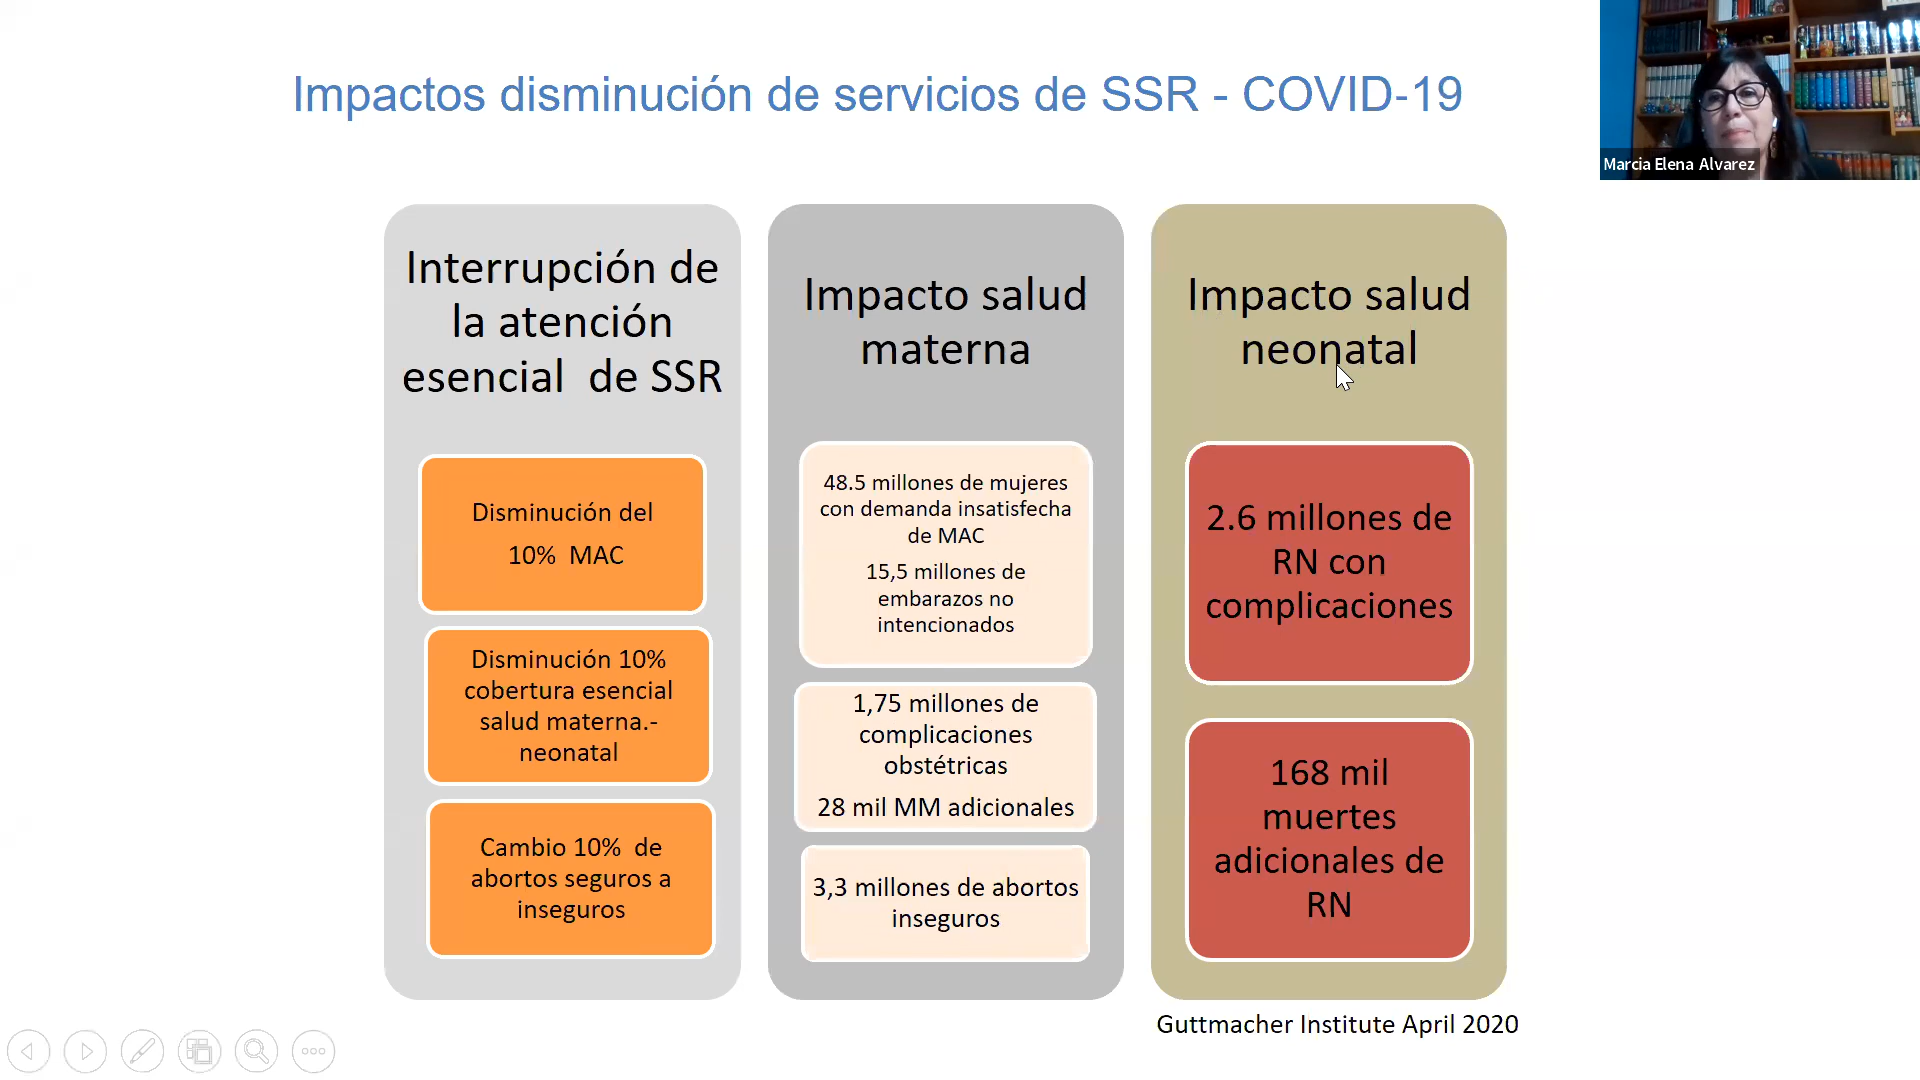 Impactos disminución de servicios de SSR - COVID-19
Marcia Elena Alvarez
Interrupción de
la atención
esencial  de SSR
Disminución del
10%  MAC
Disminución 10%
cobertura esencial
salud materna.-
neonatal
Cambio 10%  de
abortos seguros a
inseguros
Impacto salud
materna
48.5 millones de mujeres
con demanda insatisfecha
de MAC
15,5 millones de
embarazos no
intencionados
1,75 millones de
complicaciones
obstétricas
28 mil MM adicionales
3,3 millones de abortos
inseguros
Impacto salud
neonatal
2.6 millones de
RN con
complicaciones
168 mil
muertes
adicionales de
RN
Guttmacher Institute April 2020